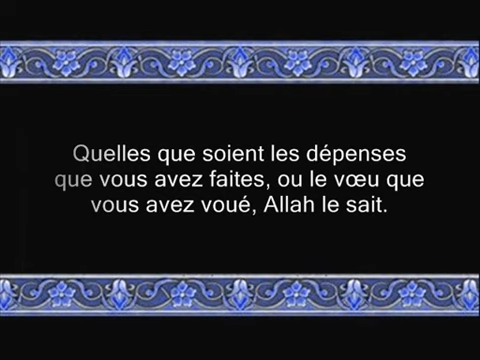 Quelles que soient les dépenses
que vous avez faites, ou le vœu que
vous avez voué, Allah le sait.